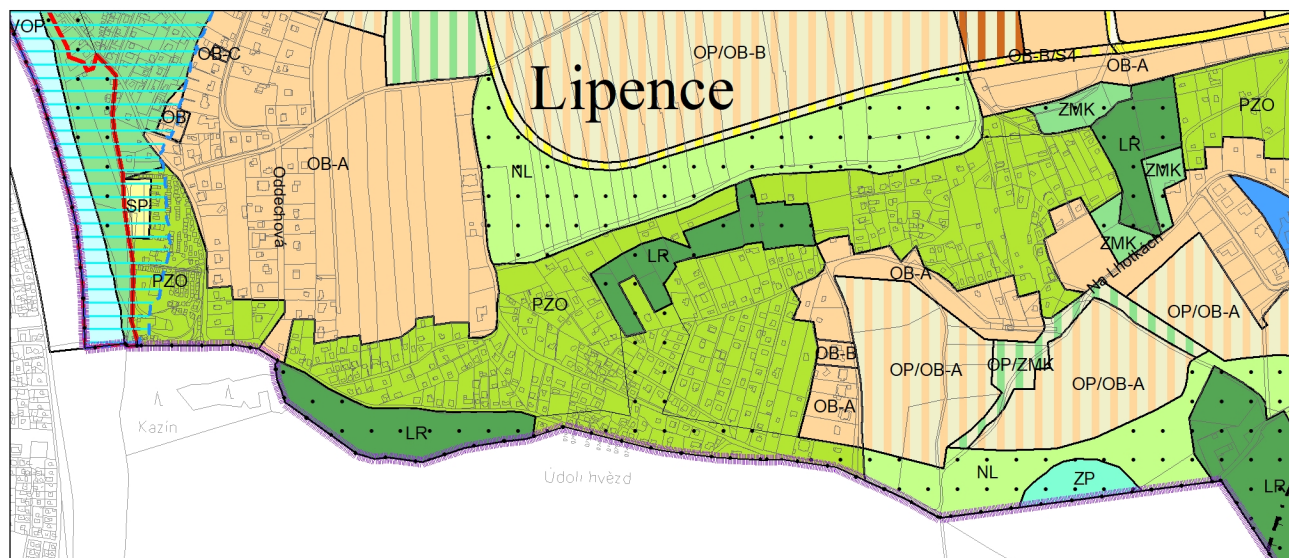 VOP
OB-C
OP/OB-B
OB-R/S4
OB-A
Lipence
ZMK
PZO
OB
OB-A
LR
NL
ZMK
Oddechová
SP
ZMK
LR
Na Lhotkách
PZO
OB-A
PZO
OP/OB-A
OB-B
OP/ZMK
OP/OB-A
OP/OB-A
OB-A
Kazín
LR
Údolí hvězd
NL
ZP
LR